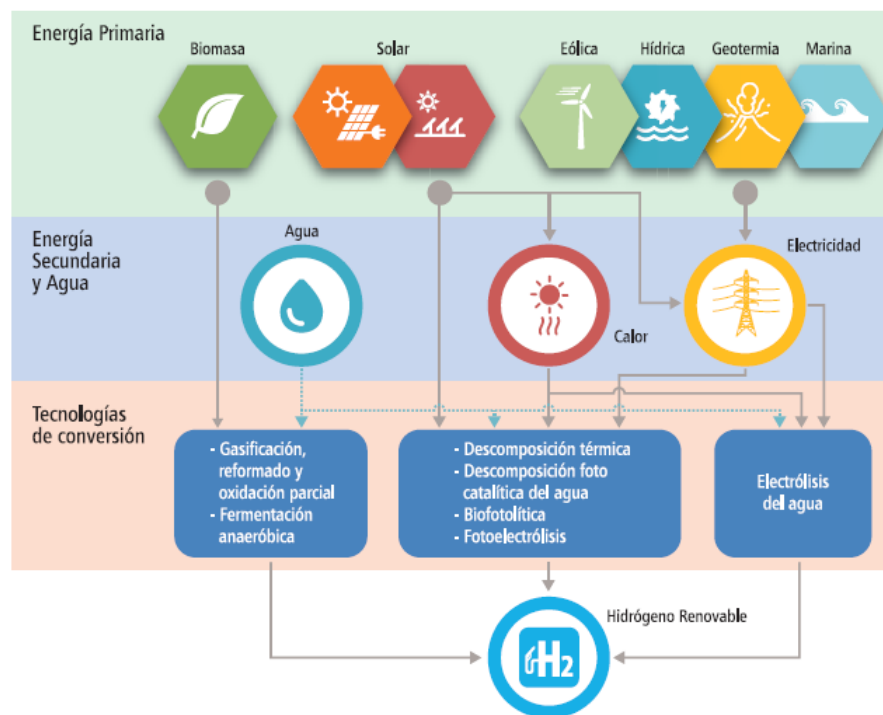 Energía Primaria
Biomasa
Solar
Eólica
Hídrica
Geotermia
Marina
Energía
Secundaria
y Agua
Agua
Calor
Electricidad
Tecnologías
de conversión
- Gasificación,
reformado y
oxidación parcial
- Fermentación
anaeróbica
- Descomposición térmica
- Descomposición foto
catalítica del agua
- Biofotolítica
- Fotoelectrólisis
Electrólisis
del agua
Hidrógeno Renovable
H2